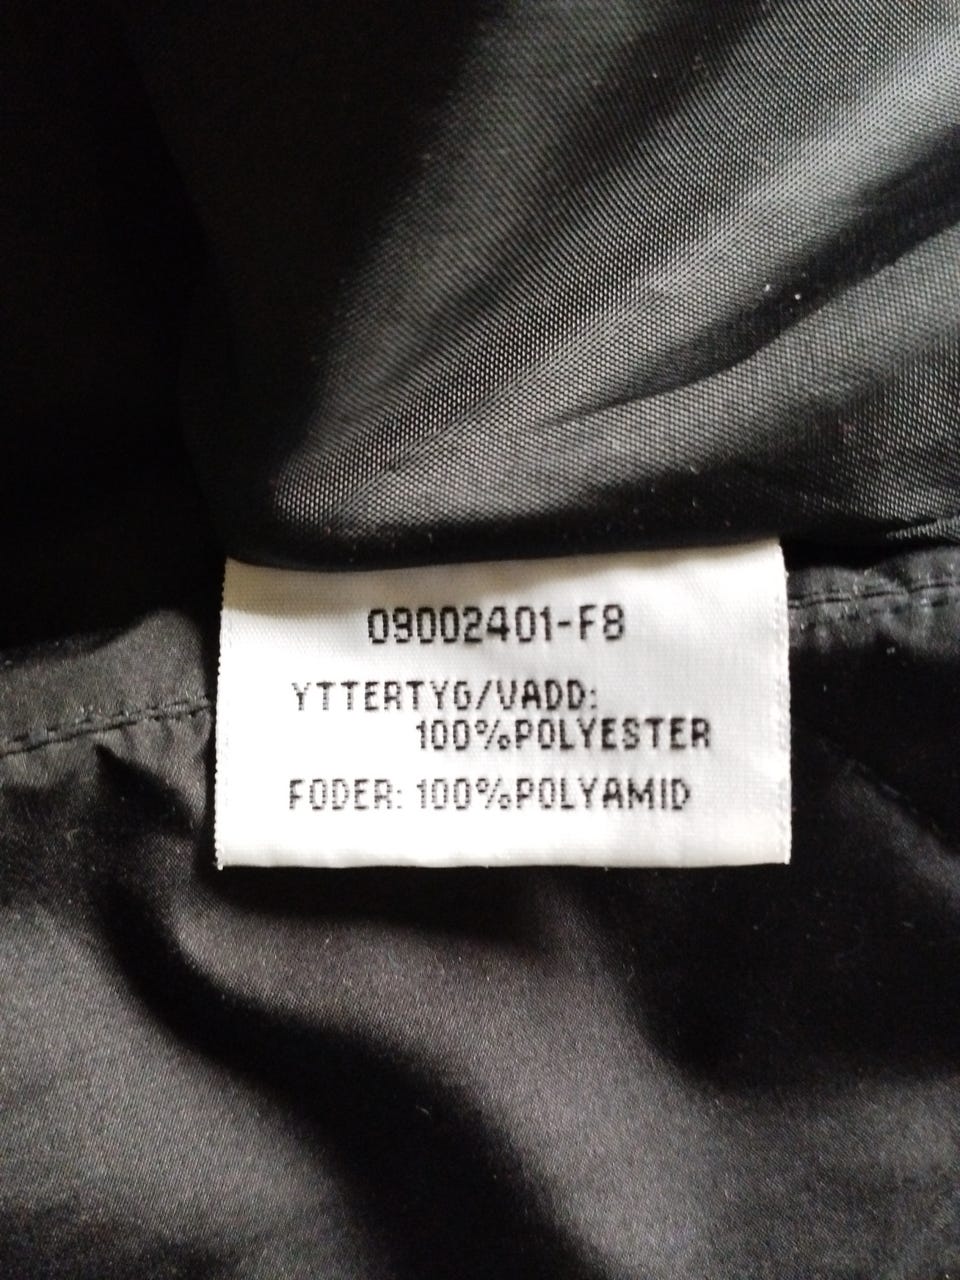 09002401-F8
YTTERTYG/VADD:
100%POLYESTER
FODER: 100%POLYAMID